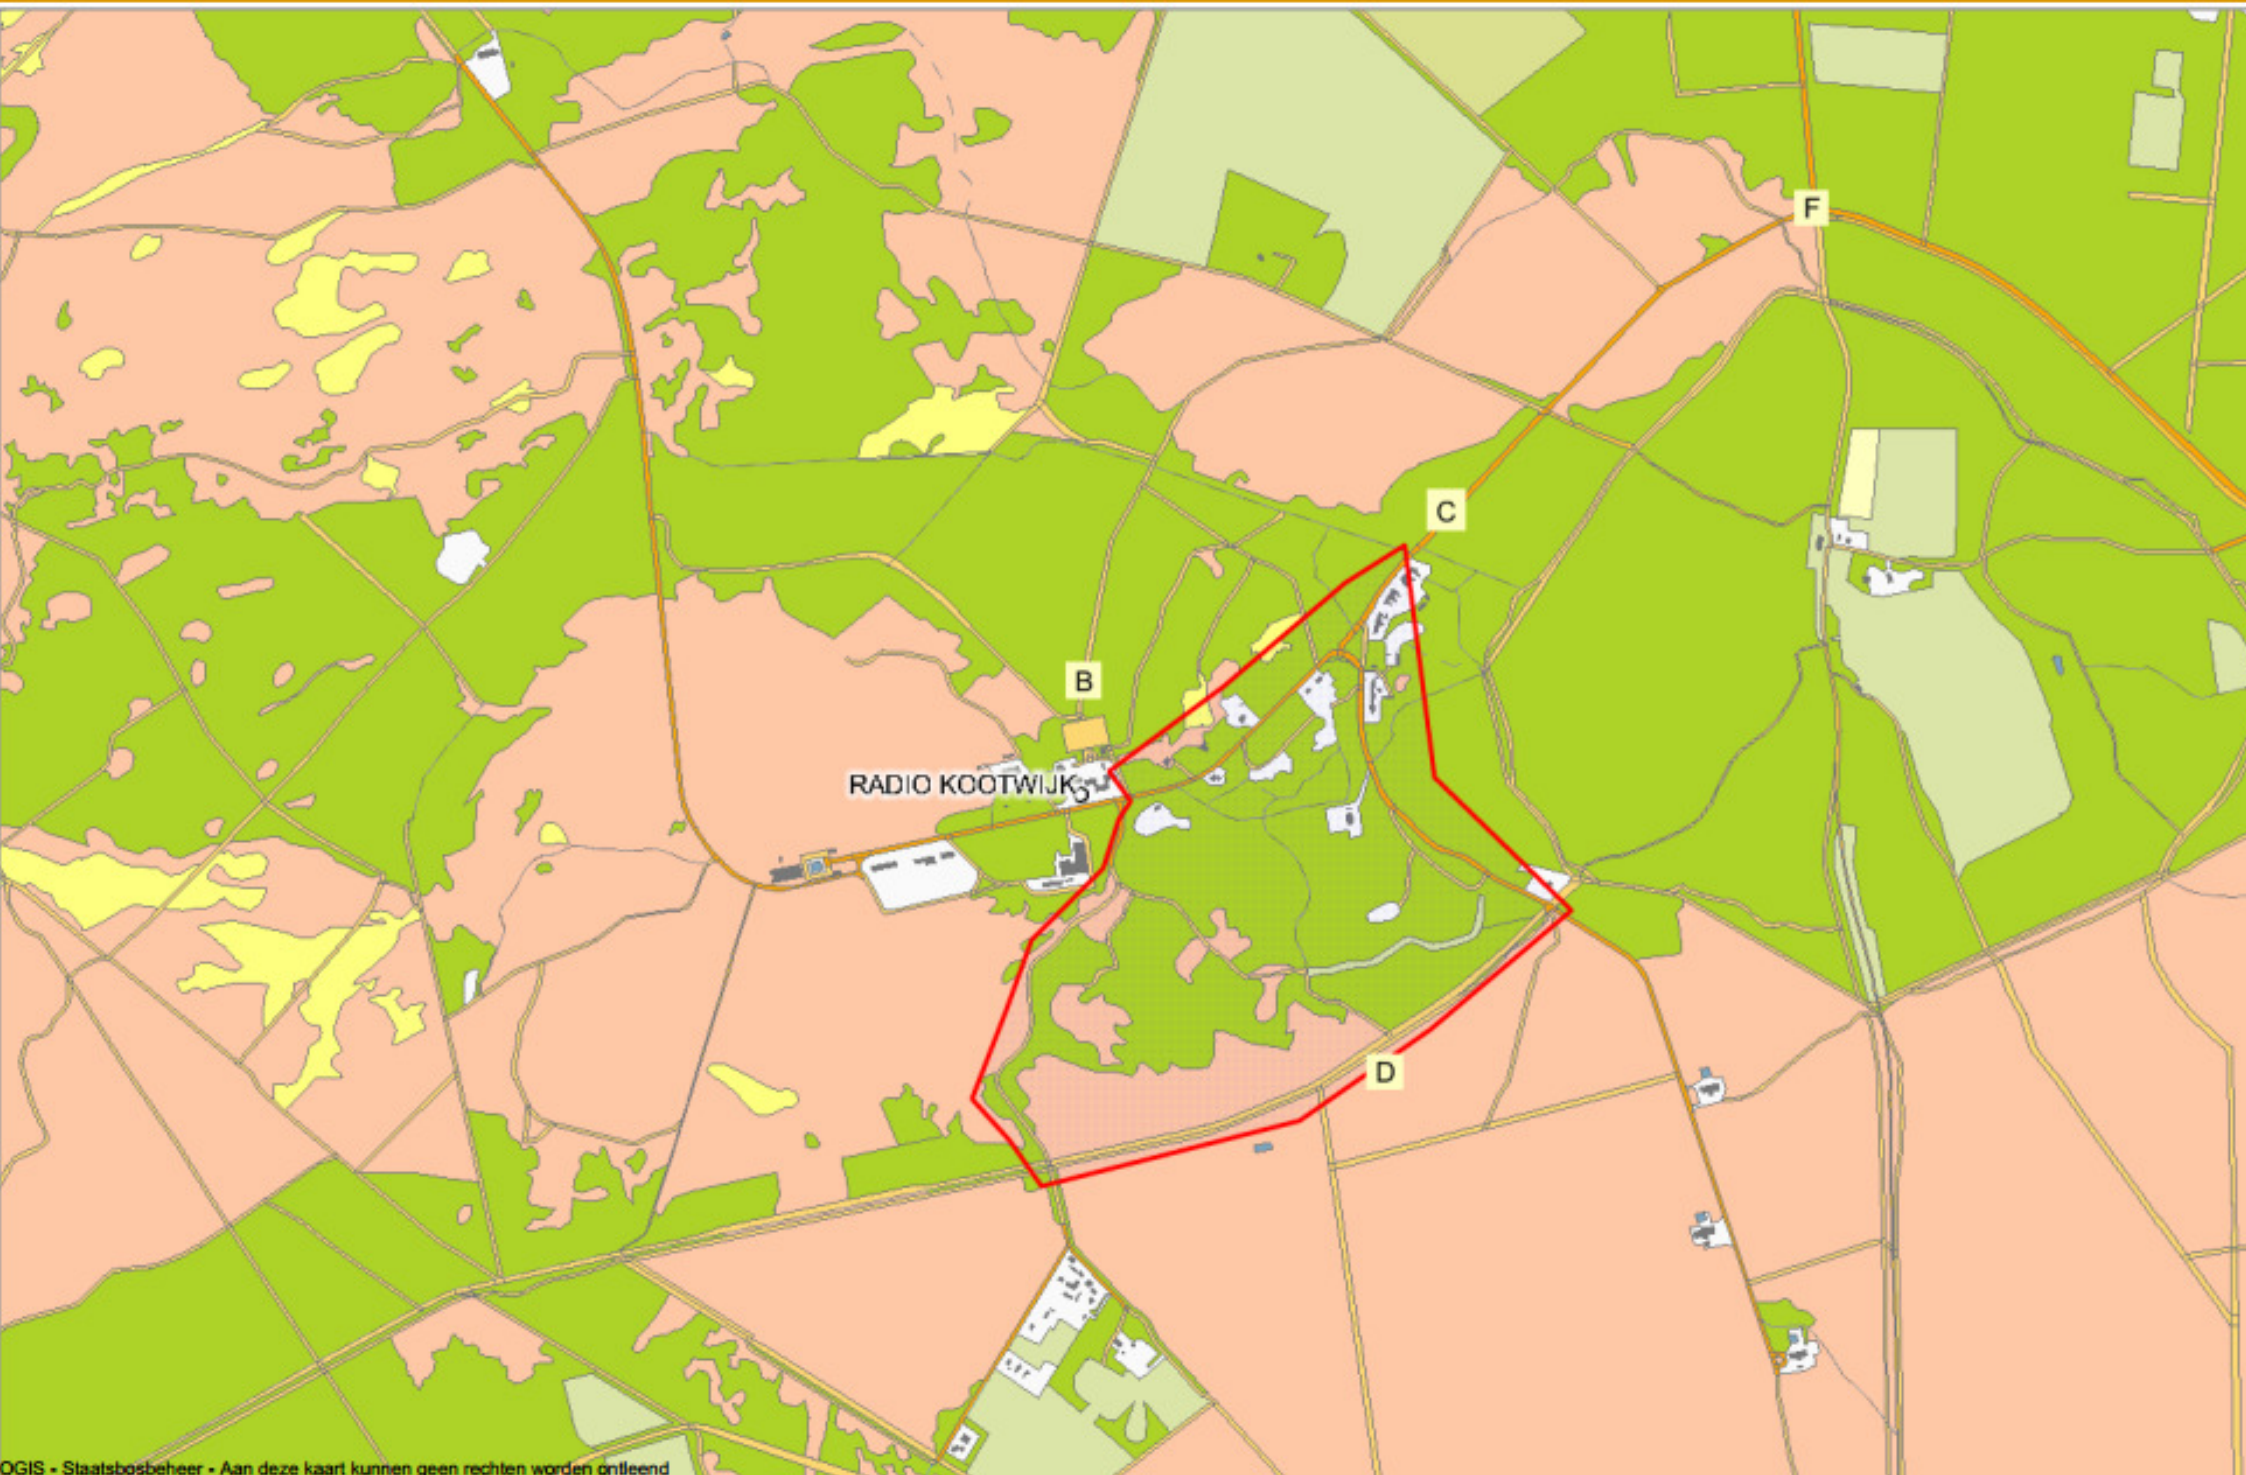 F
C
B
RADIO KOOTWIJK
D
OGIS - Staatsbosbeheer - Aan deze kaart kunnen geen rechten worden ontleend